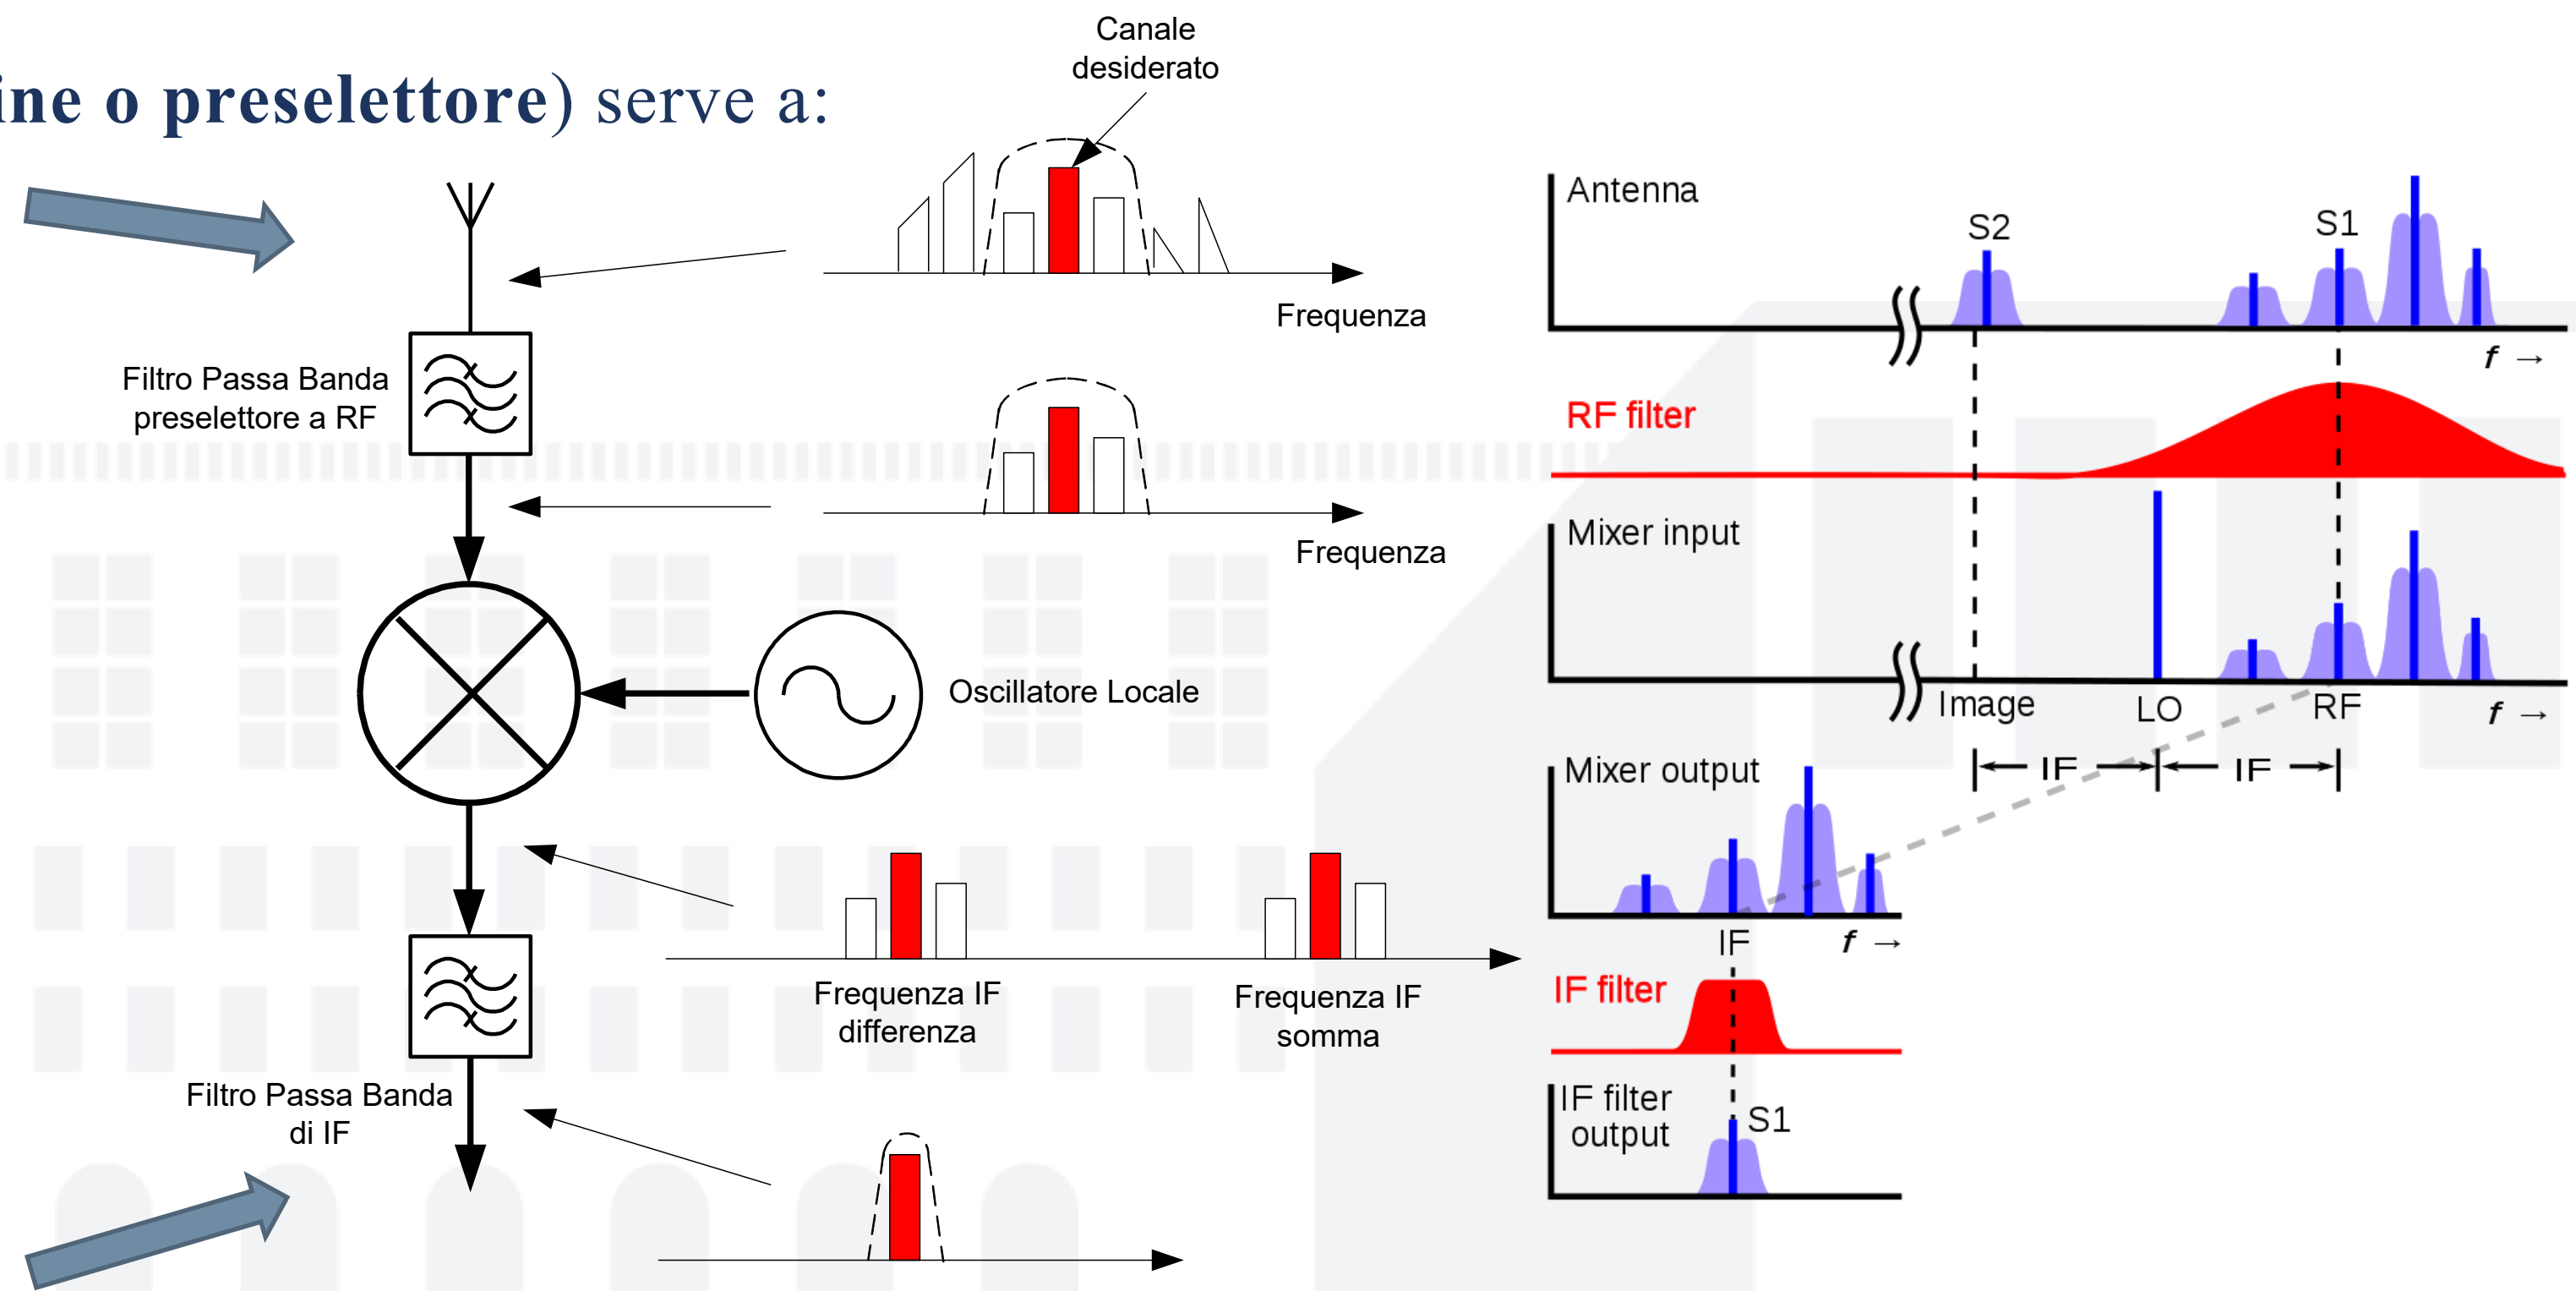 ine o preselettore) serve a:
Canale
desiderato
Frequenza
Filtro Passa Banda
preselettore a RF
Frequenza
Oscillatore Locale
Frequenza IF
differenza
Frequenza IF
somma
Filtro Passa Banda
di IF
Antenna
S2
S1
f →
RF filter
Mixer input
Image
LO
RF
f →
IF
IF
Mixer output
IF
f →
IF filter
IF filter
output
S1